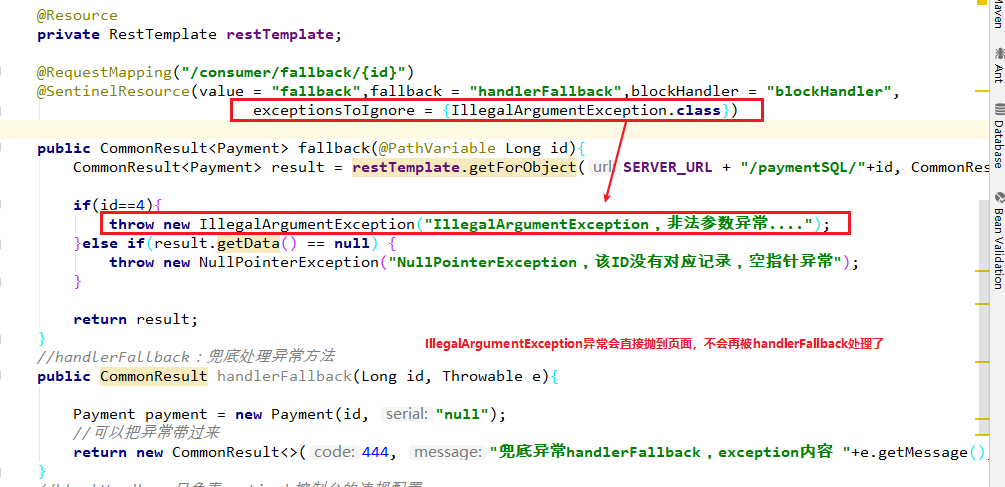 @Resource
private RestTemplate restTemplate;
@RequestMapping("/consumer/fallback/{id}")
@SentinelResource(value = "fallback",fallback = "handlerFallback",blockHandler = "blockHandler",
exceptionsToIgnore = {IllegalArgumentException.class})
public CommonResult<Payment> fallback(@PathVariable Long id){
CommonResult<Payment> result = restTemplate.getForObject( url: SERVER_URL + "/paymentSQL/"+id, CommonRes
if(id==4){
throw new IllegalArgumentException("IllegalArgumentException，非法参数异常....");
}else if(result.getData() == null) {
throw new NullPointerException("NullPointerException，该ID没有对应记录，空指针异常");
}
return result;
}
IllegalArgumentException异常会直接抛到页面，不会再被handlerFallback处理了
//handlerFallback：兜底处理异常方法
public CommonResult handlerFallback(Long id, Throwable e){
Payment payment = new Payment(id, serial: "null");
//可以把异常带过来
return new CommonResult<>( code: 444, message: "兜底异常handlerFallback，exception内容 "+e.getMessage(),
}
Maven
Ant
Database
Bean Validation